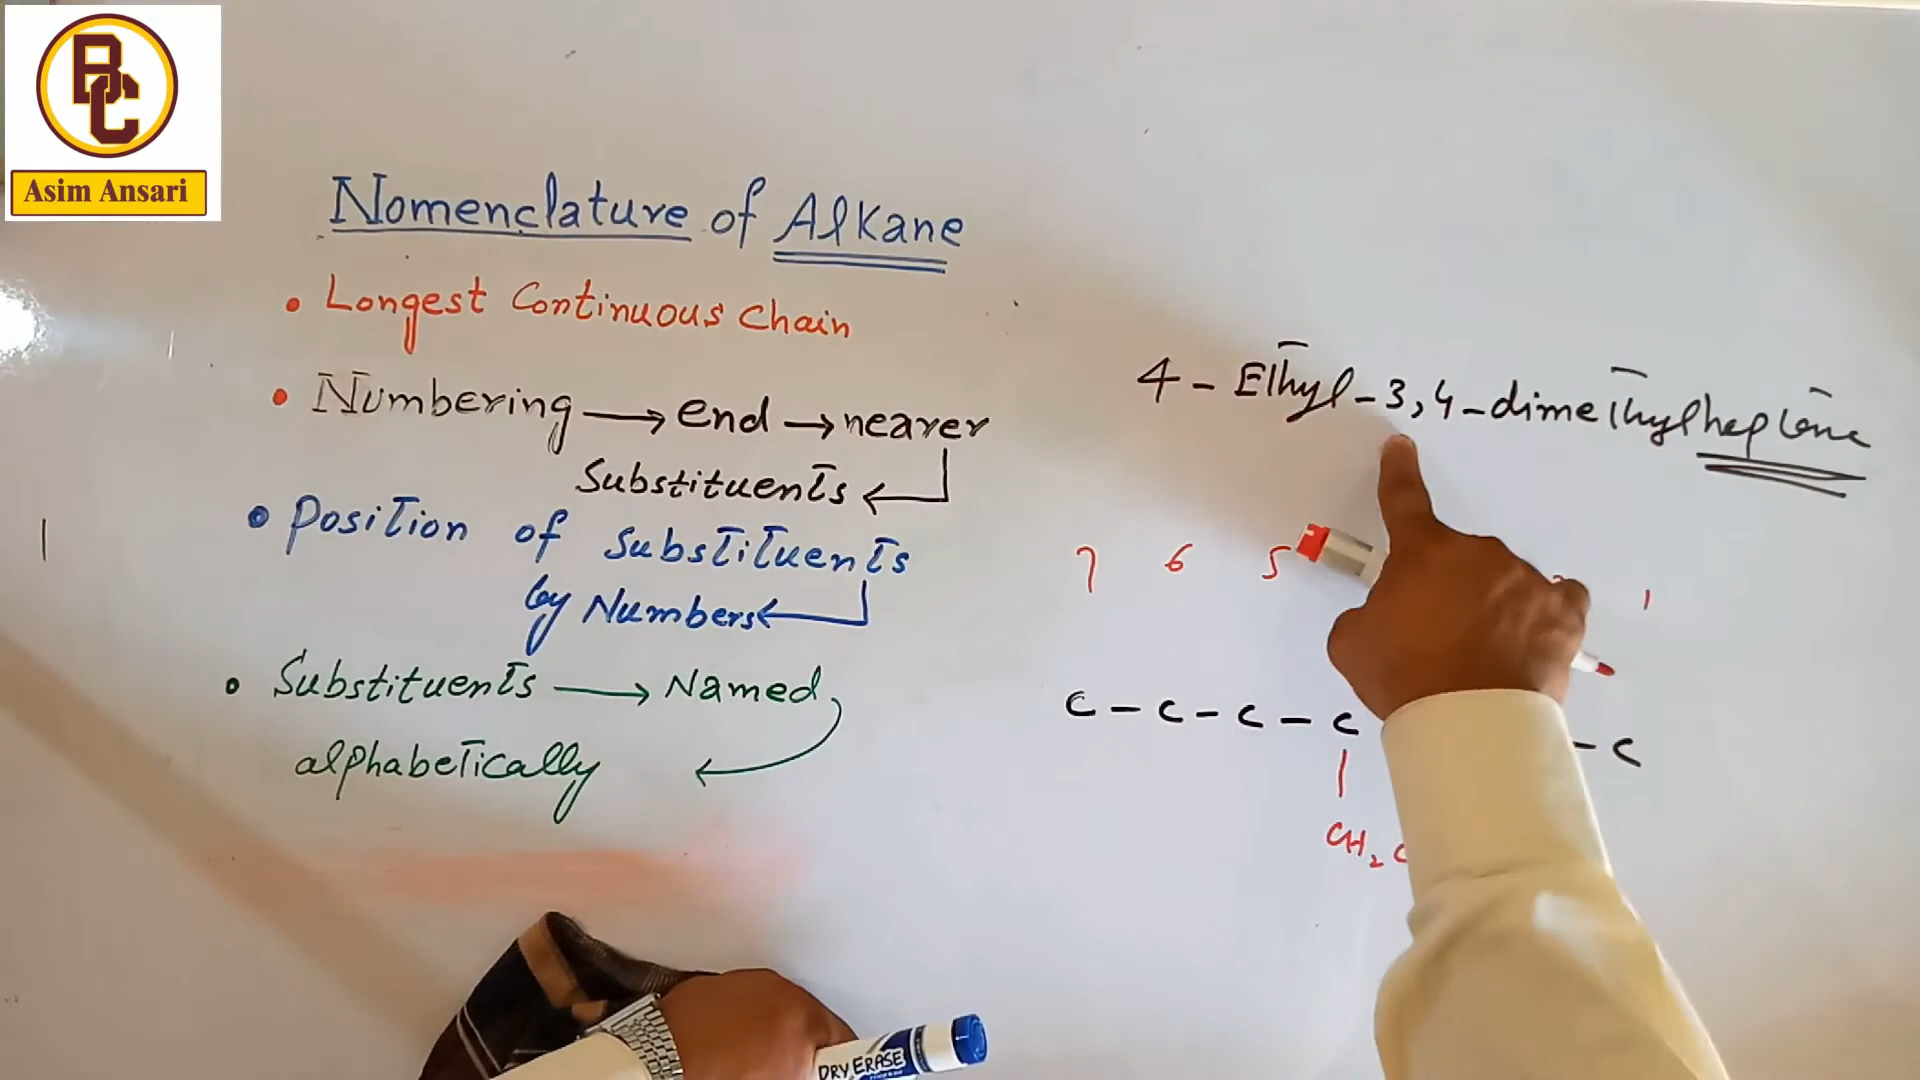 BC
Asim Ansari
Nomenclature of Alkane
• Longest Continuous Chain
• Numbering → end → nearer
Substituents ←
• Position of Substituents
by Numbers ←
• Substituents → Named
alphabetically ←
4 - Ethyl - 3,4 - dimethylheptane
7 6 5 1
C - C - C - C - C
CH₂
DRY ERASE